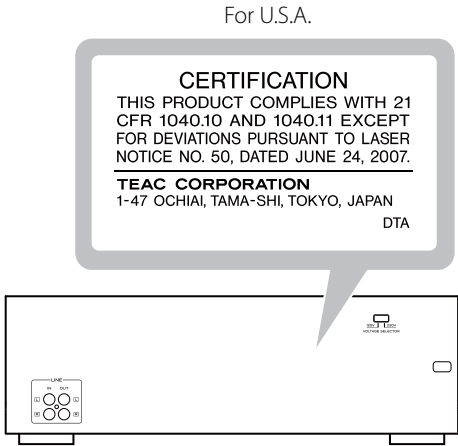 For U.S.A.
CERTIFICATION
THIS PRODUCT COMPLIES WITH 21
CFR 1040.10 AND 1040.11 EXCEPT
FOR DEVIATIONS PURSUANT TO LASER
NOTICE NO. 50, DATED JUNE 24, 2007.
TEAC CORPORATION
1-47 OCHIAI, TAMA-SHI, TOKYO, JAPAN
DTA
230V
VOLTAGE SELECTOR
LINE
IN OUT
L L
R R